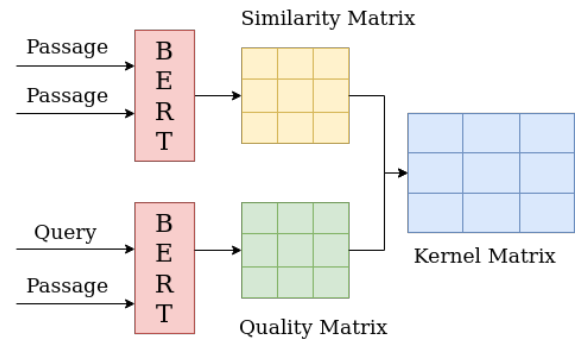 Similarity Matrix
Passage
Passage
B
E
R
T
Query
Passage
B
E
R
T
Quality Matrix
Kernel Matrix